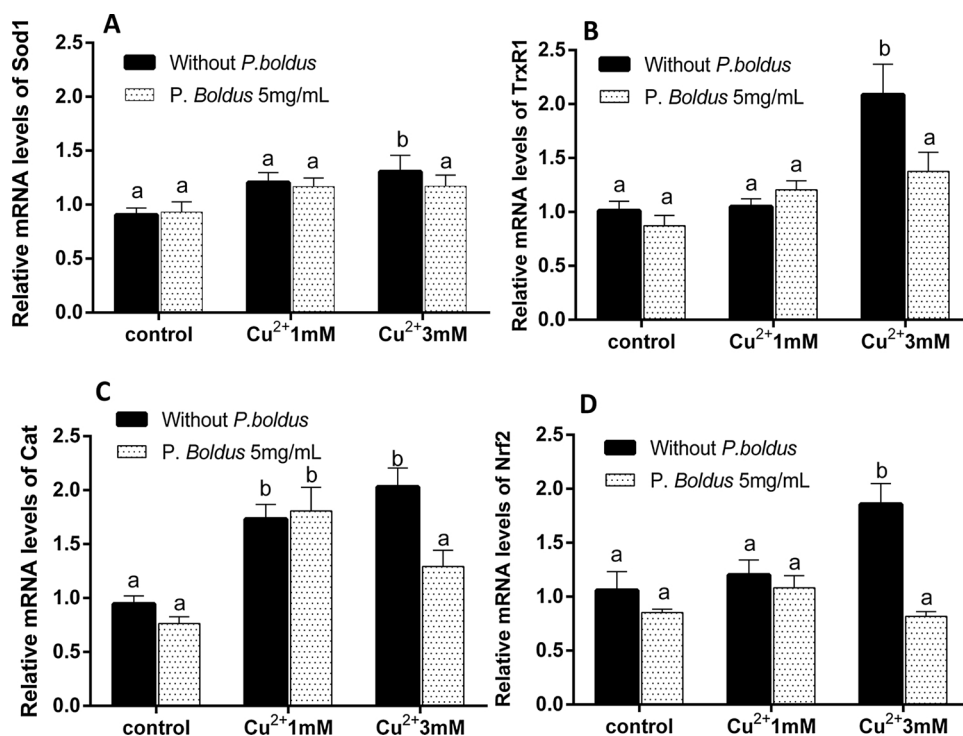 A
Relative mRNA levels of Sod1
2.5
2.0
1.5
1.0
0.5
0.0
Without P.boldus
P. Boldus 5mg/mL
a
a
a
a
b
a
control
Cu²⁺1mM
Cu²⁺3mM
B
Relative mRNA levels of TrxR1
2.5
2.0
1.5
1.0
0.5
0.0
Without P.boldus
P. Boldus 5mg/mL
a
a
a
a
b
a
control
Cu²⁺1mM
Cu²⁺3mM
C
Relative mRNA levels of Cat
2.5
2.0
1.5
1.0
0.5
0.0
Without P.boldus
P. Boldus 5mg/mL
a
a
b
b
b
a
control
Cu²⁺1mM
Cu²⁺3mM
D
Relative mRNA levels of Nrf2
2.5
2.0
1.5
1.0
0.5
0.0
Without P.boldus
P. Boldus 5mg/mL
a
a
a
a
b
a
control
Cu²⁺1mM
Cu²⁺3mM